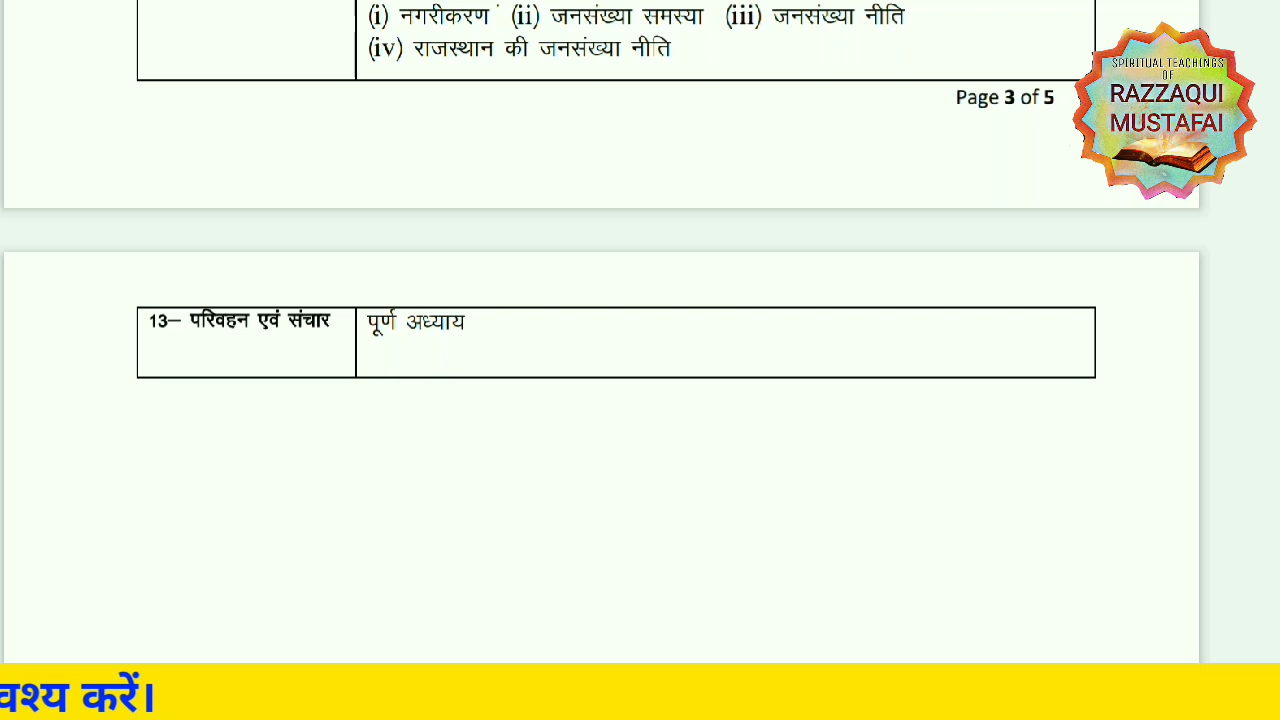 (i) नगरीकरण (ii) जनसंख्या समस्या (iii) जनसंख्या नीति
(iv) राजस्थान की जनसंख्या नीति
Page 3 of 5
SPIRITUAL TEACHINGS
OF
RAZZAQUI
MUSTAFAI
13– परिवहन एवं संचार
पूर्ण अध्याय
करें।